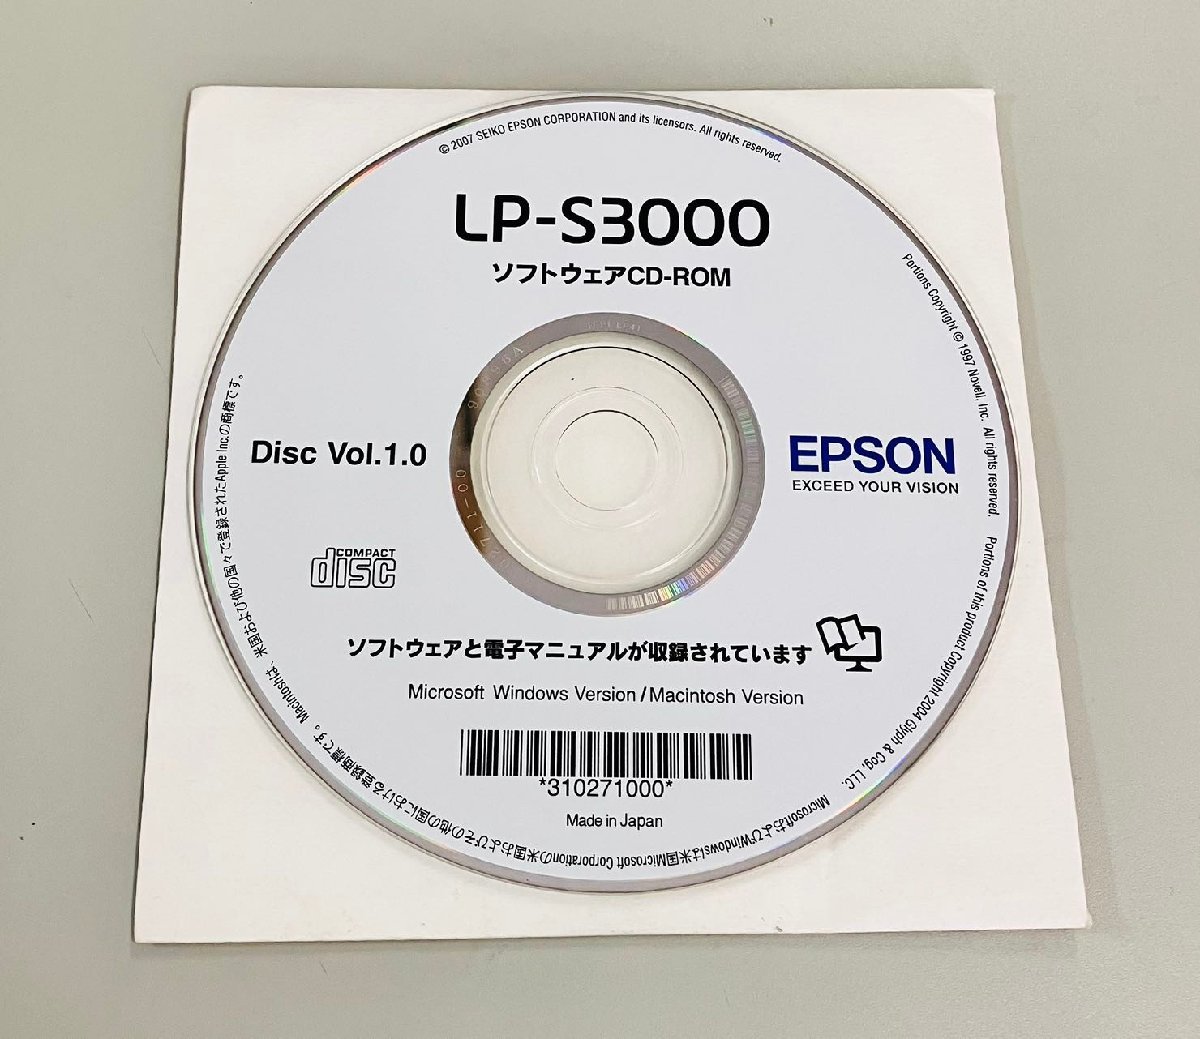 © 2007 SEIKO EPSON CORPORATION and its licensors. All rights reserved.
LP-S3000
ソフトウェアCD-ROM
Portions Copyright © 1997 Novell, Inc. All rights reserved.
Portions of this product Copyright 2004 Glyph & Cog, LLC.
Disc Vol.1.0
EPSON
EXCEED YOUR VISION
COMPACT
disc
ソフトウェアと電子マニュアルが収録されています
Microsoft Windows Version / Macintosh Version
*310271000*
Made in Japan
MicrosoftおよびWindowsは米国Microsoft Corporationの米国およびその他の国における登録商標です。
Macintoshは、米国および他の国々で登録されたApple Inc.の商標です。